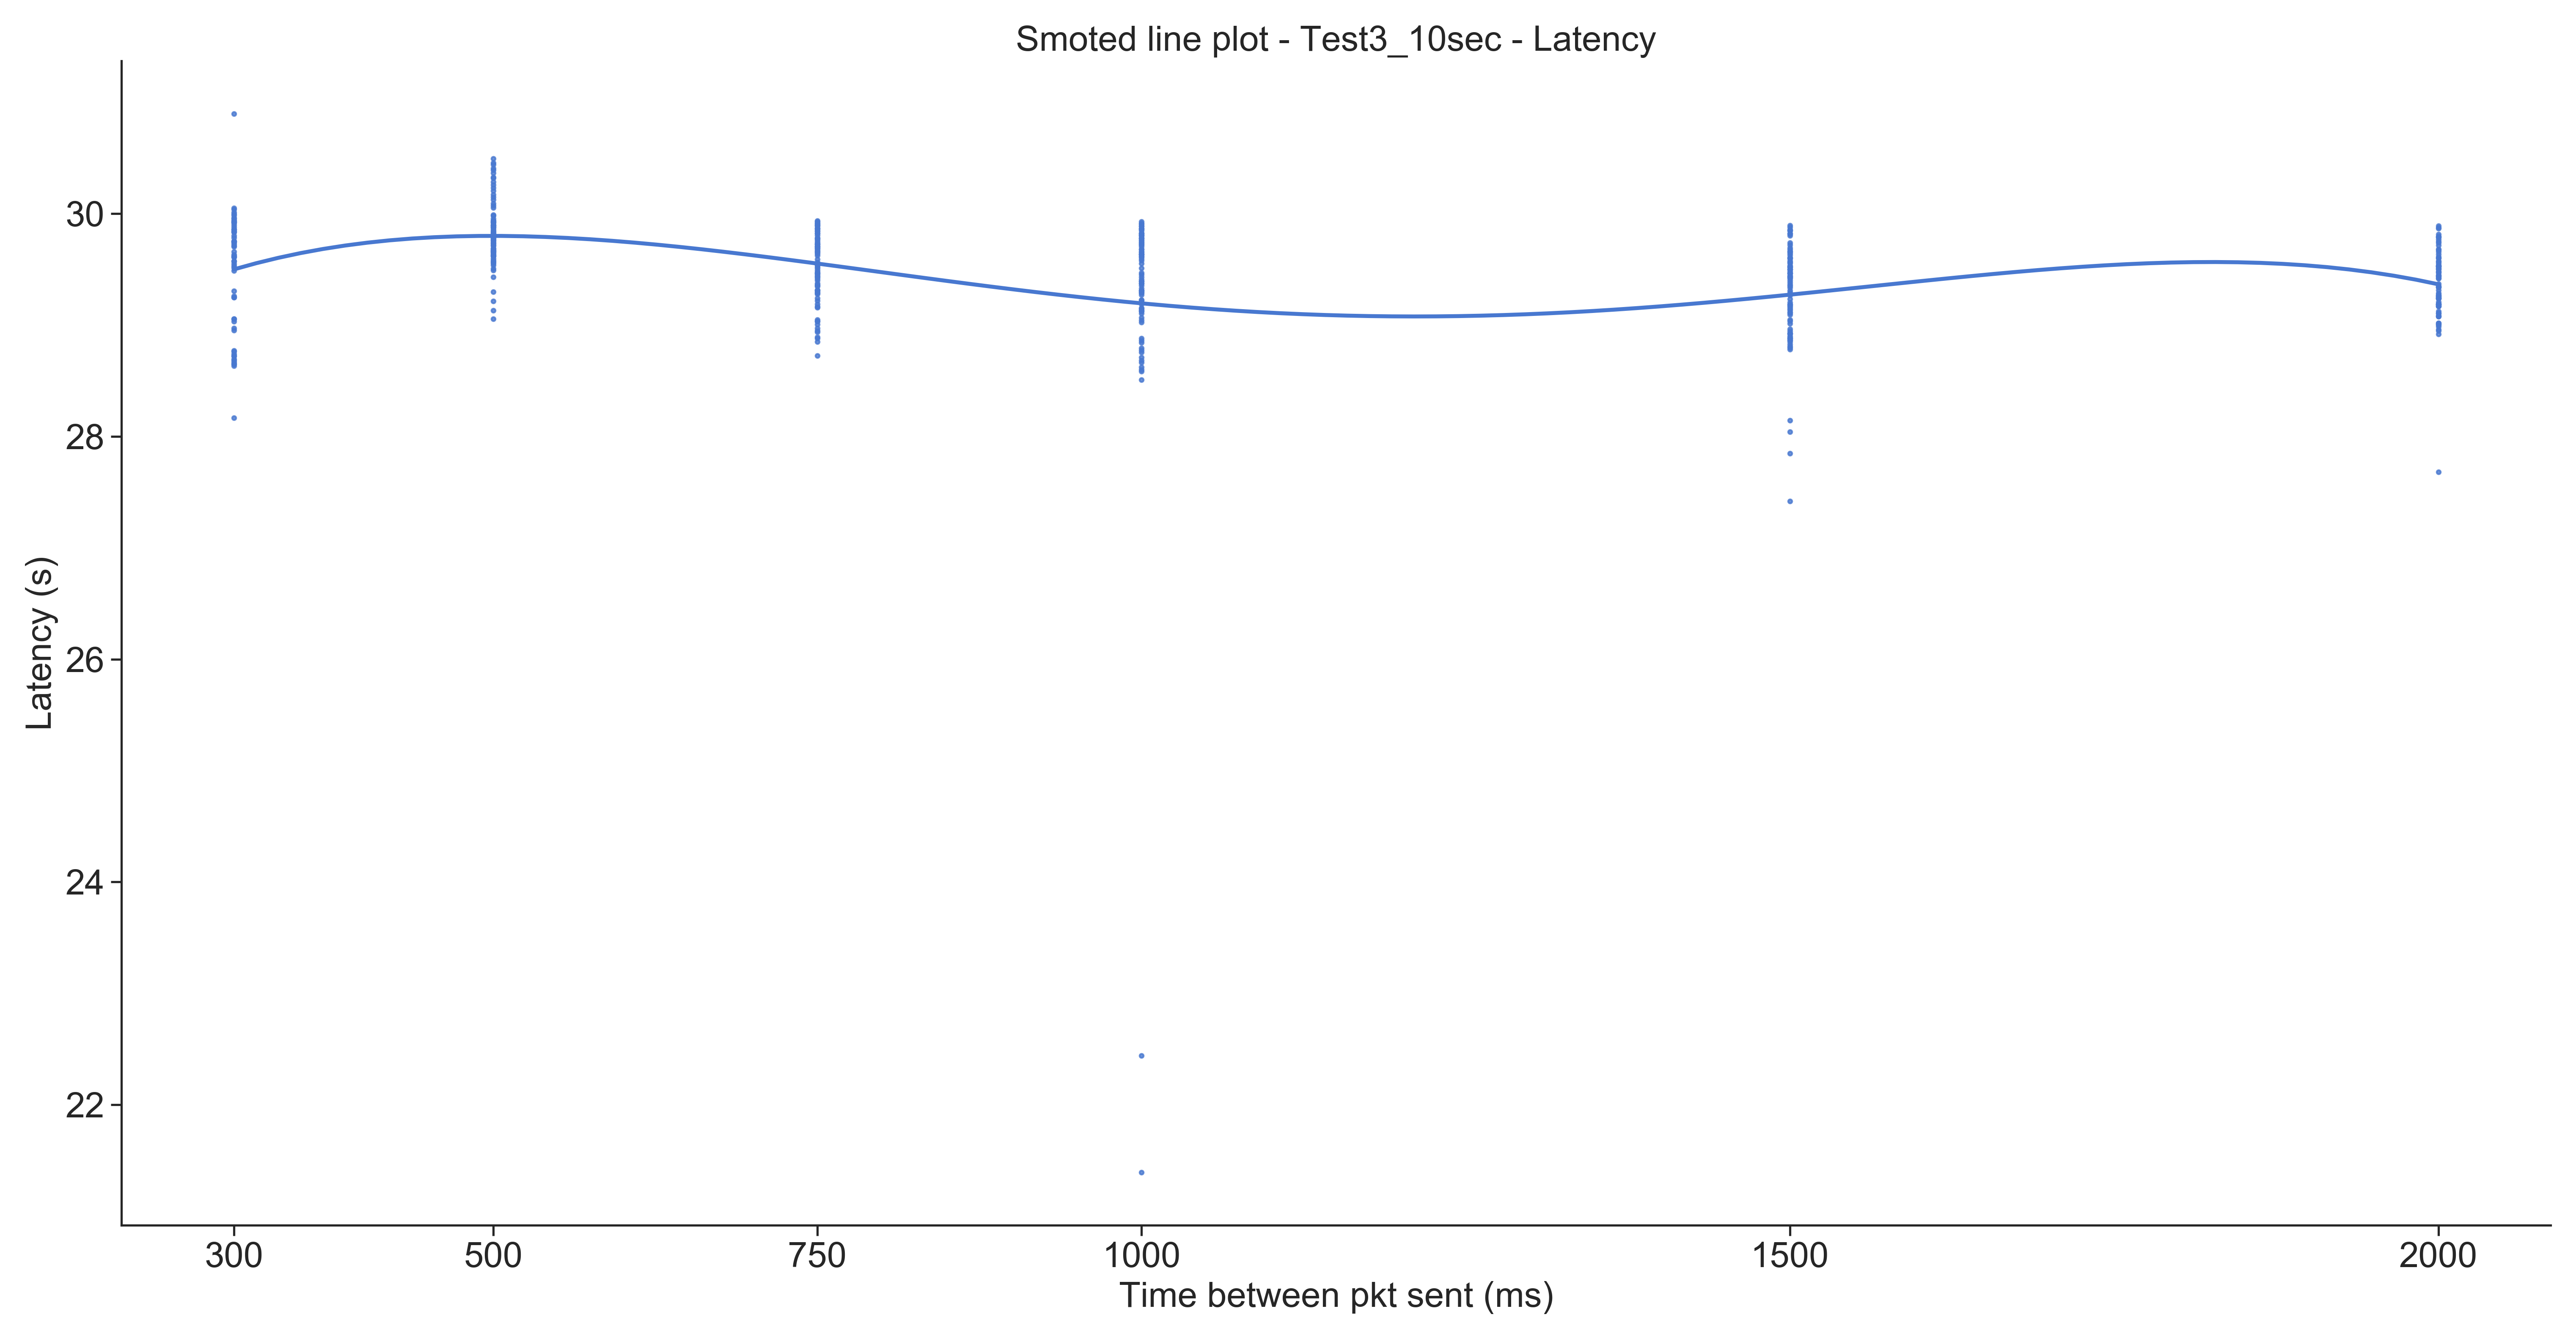 Smoted line plot - Test3_10sec - Latency
30
28
26
24
22
Latency (s)
300 500 750 1000 1500 2000
Time between pkt sent (ms)